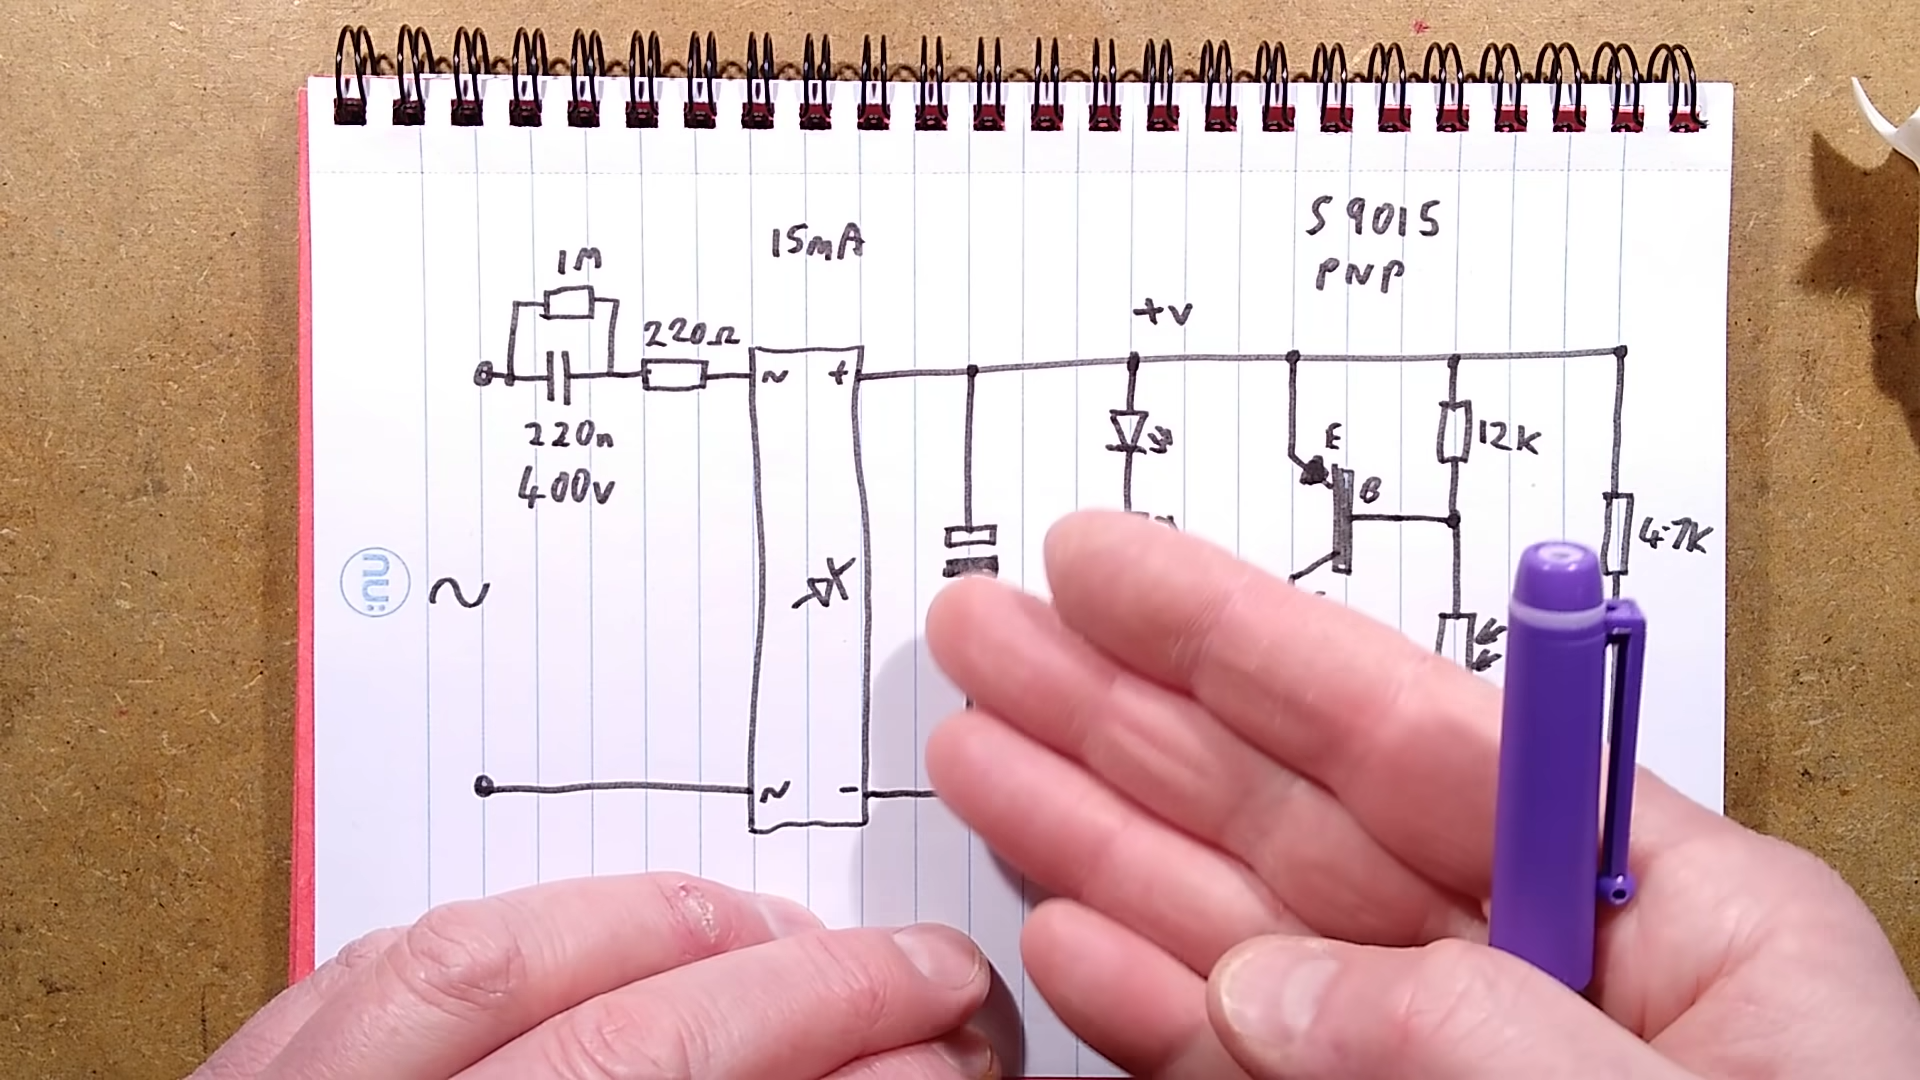 S9015
PNP
15mA
1M
220Ω
+V
~
+
220n
400V
E
B
12K
4.7K
~
~
-